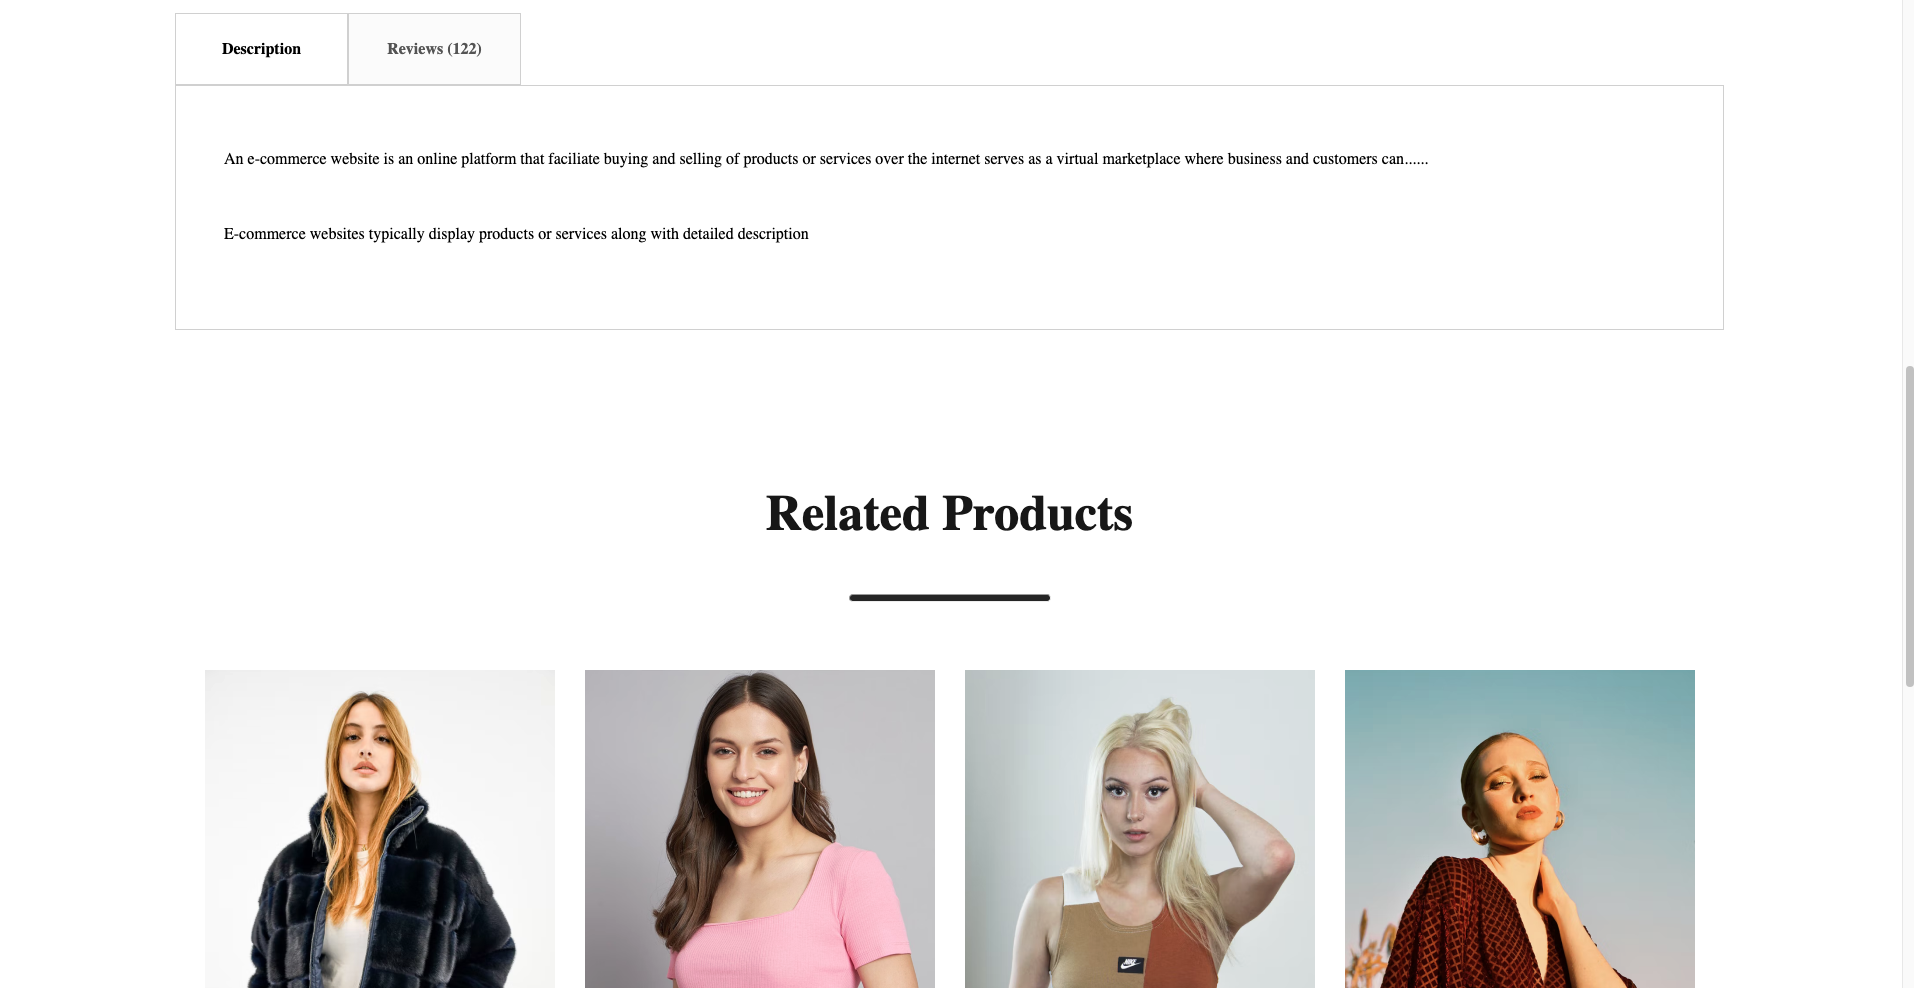 Description
Reviews (122)
An e-commerce website is an online platform that faciliate buying and selling of products or services over the internet serves as a virtual marketplace where business and customers can......
E-commerce websites typically display products or services along with detailed description
Related Products
NIKE